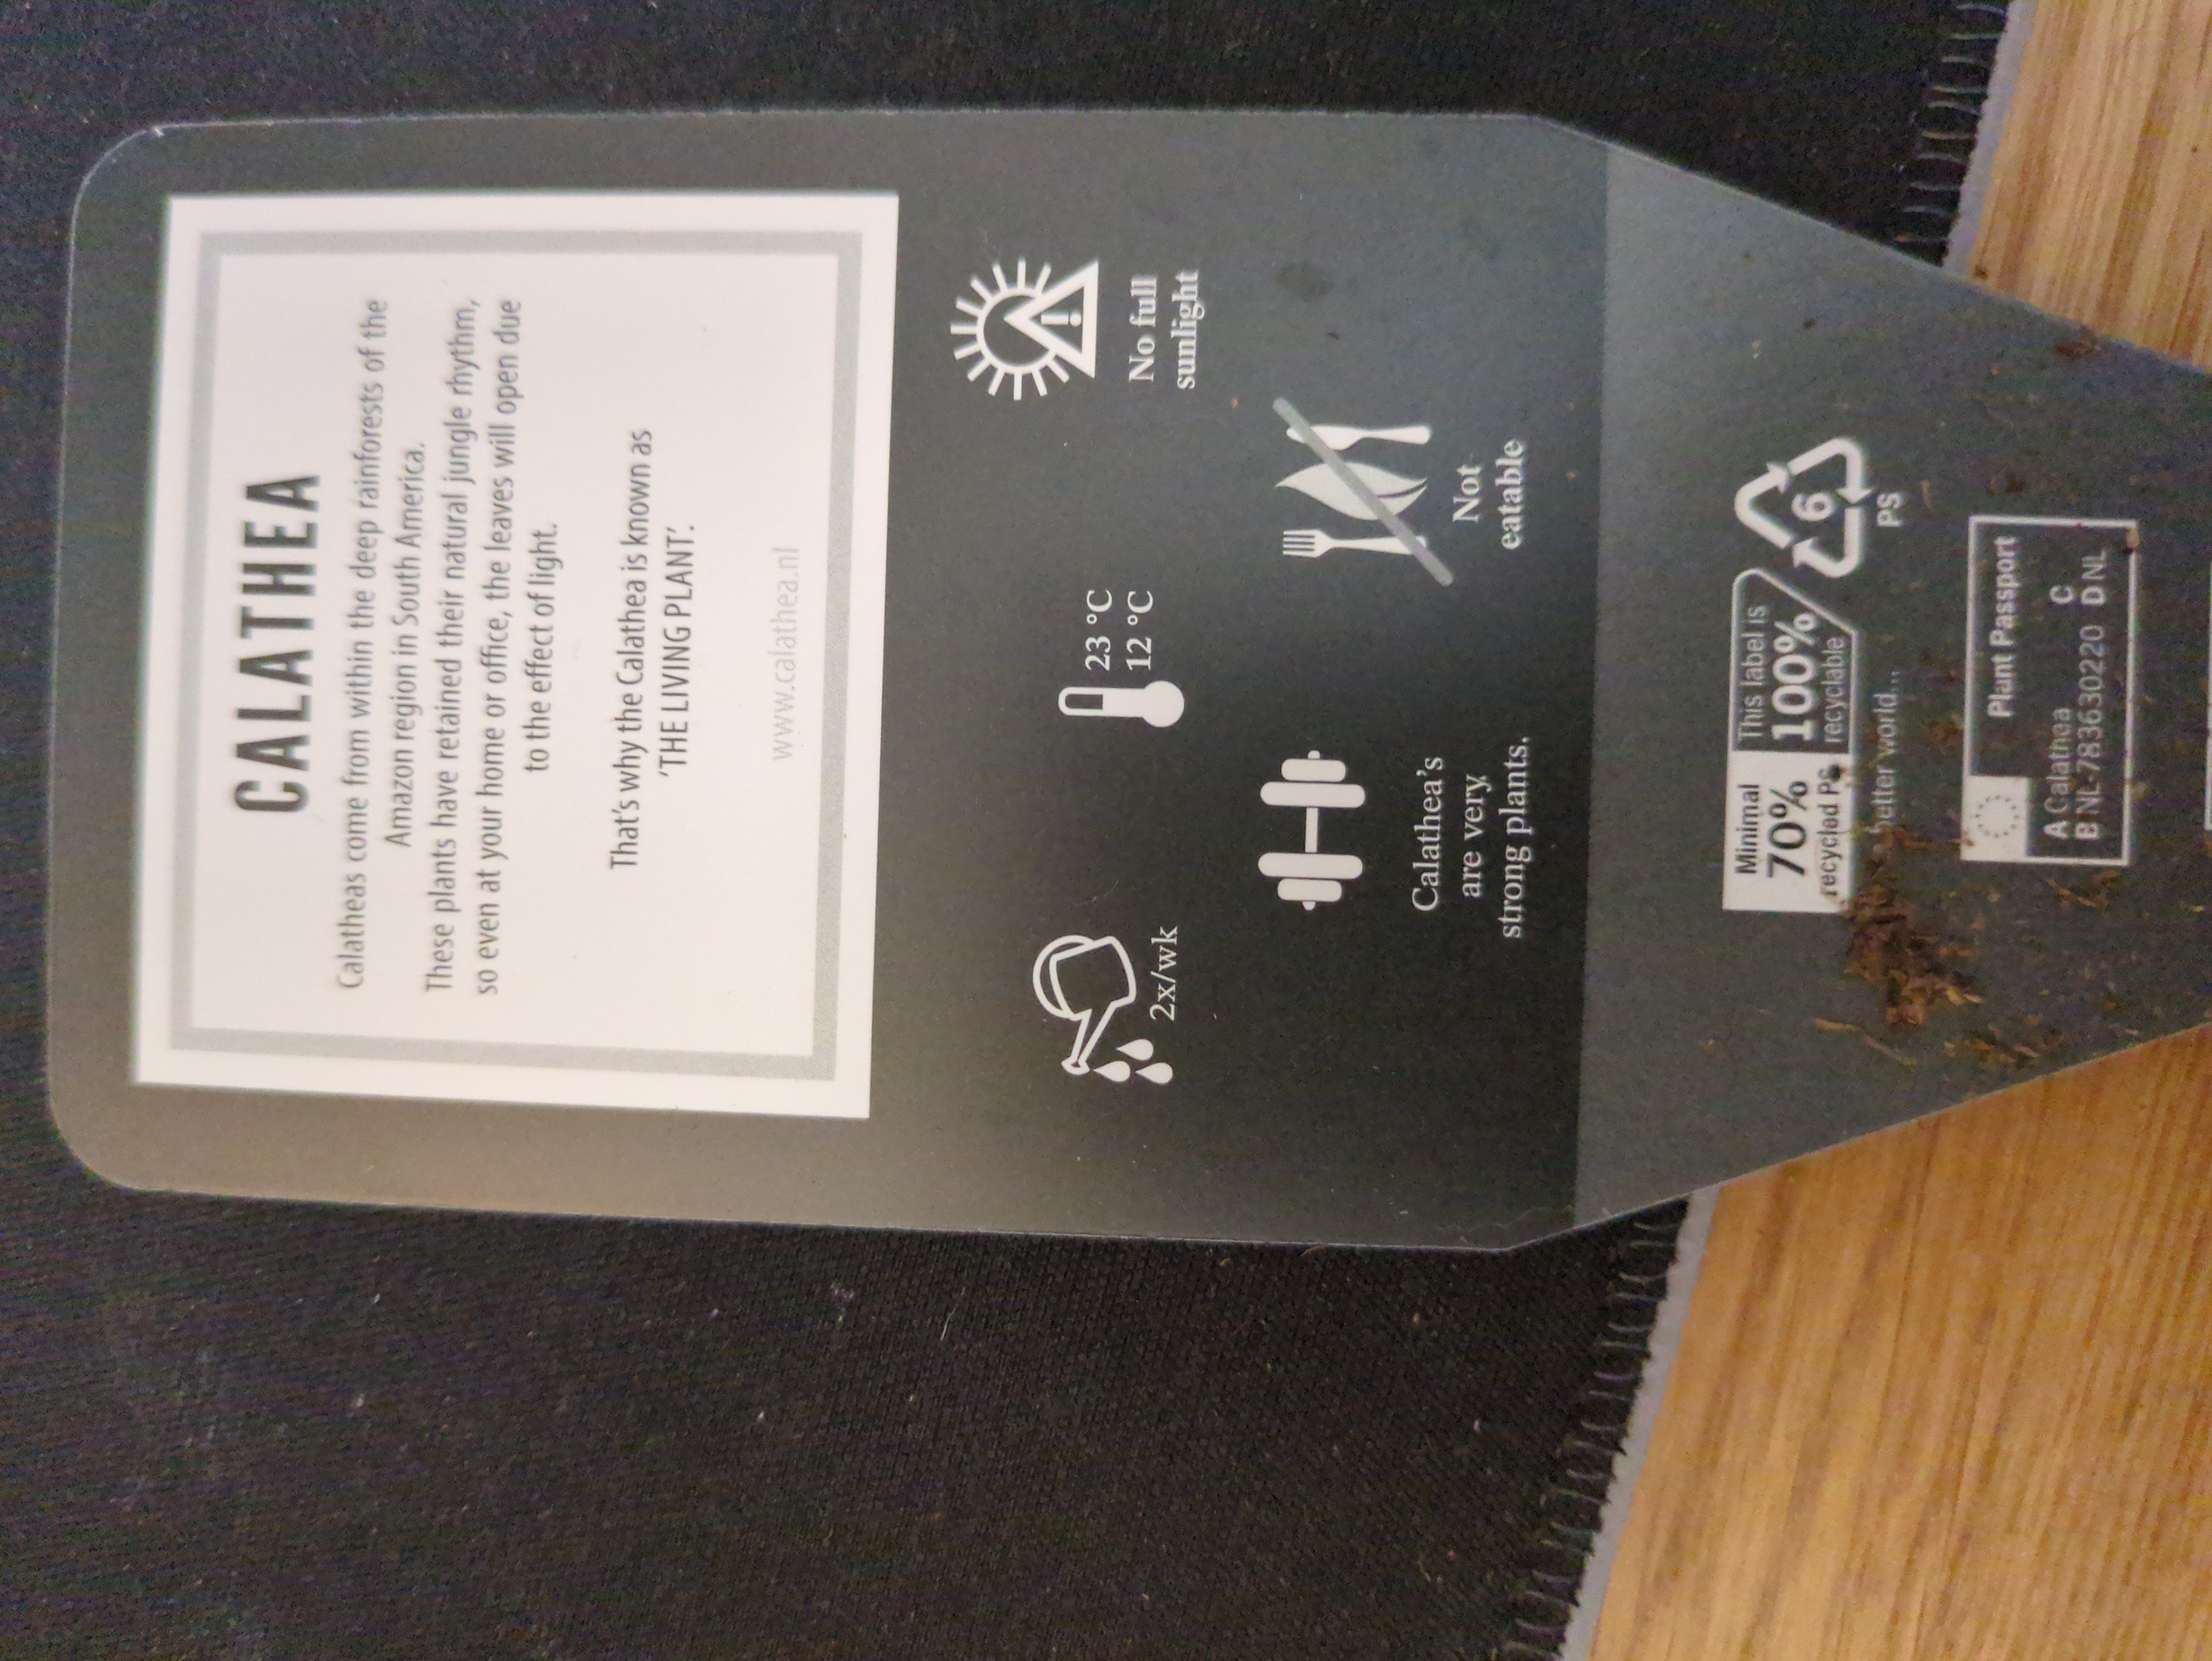 CALATHEA
Calatheas come from within the deep rainforests of the
Amazon region in South America.
These plants have retained their natural jungle rhythm,
so even at your home or office, the leaves will open due
to the effect of light.
That's why the Calathea is known as
'THE LIVING PLANT'.
www.calathea.nl
2x/wk
23 °C
12 °C
No full
sunlight
Calathea's
are very
strong plants.
Not
eatable
Minimal
70%
recycled PS
This label is
100%
recyclable
6
PS
better world...
Plant Passport
A Calathea C
B NL-783630220 D NL